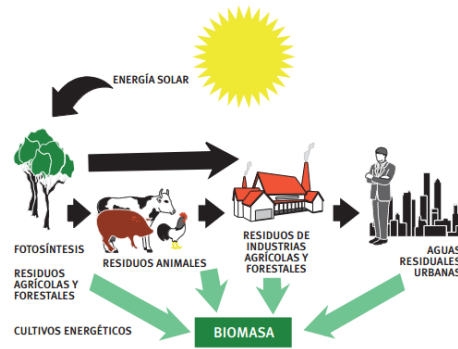 ENERGÍA SOLAR
FOTOSÍNTESIS
RESIDUOS
AGRÍCOLAS Y
FORESTALES
CULTIVOS ENERGÉTICOS
RESIDUOS ANIMALES
RESIDUOS DE
INDUSTRIAS
AGRÍCOLAS Y
FORESTALES
AGUAS
RESIDUALES
URBANAS
BIOMASA